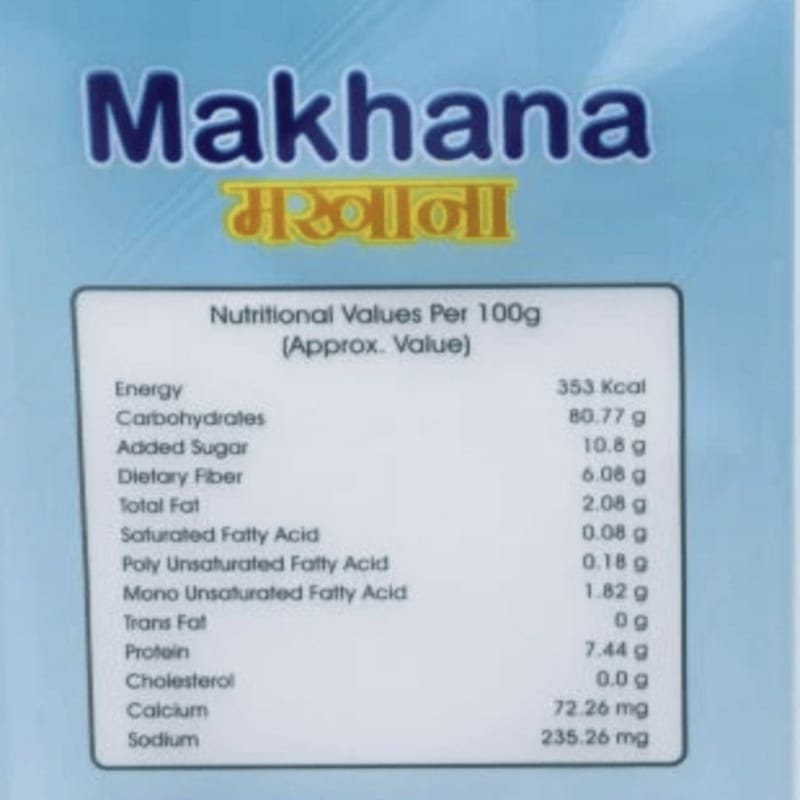 Makhana
मखाना
Nutritional Values Per 100g
(Approx. Value)
Energy 353 Kcal
Carbohydrates 80.77 g
Added Sugar 10.8 g
Dietary Fiber 6.08 g
Total Fat 2.08 g
Saturated Fatty Acid 0.08 g
Poly Unsaturated Fatty Acid 0.18 g
Mono Unsaturated Fatty Acid 1.82 g
Trans Fat 0 g
Protein 7.44 g
Cholesterol 0.0 g
Calcium 72.26 mg
Sodium 235.26 mg